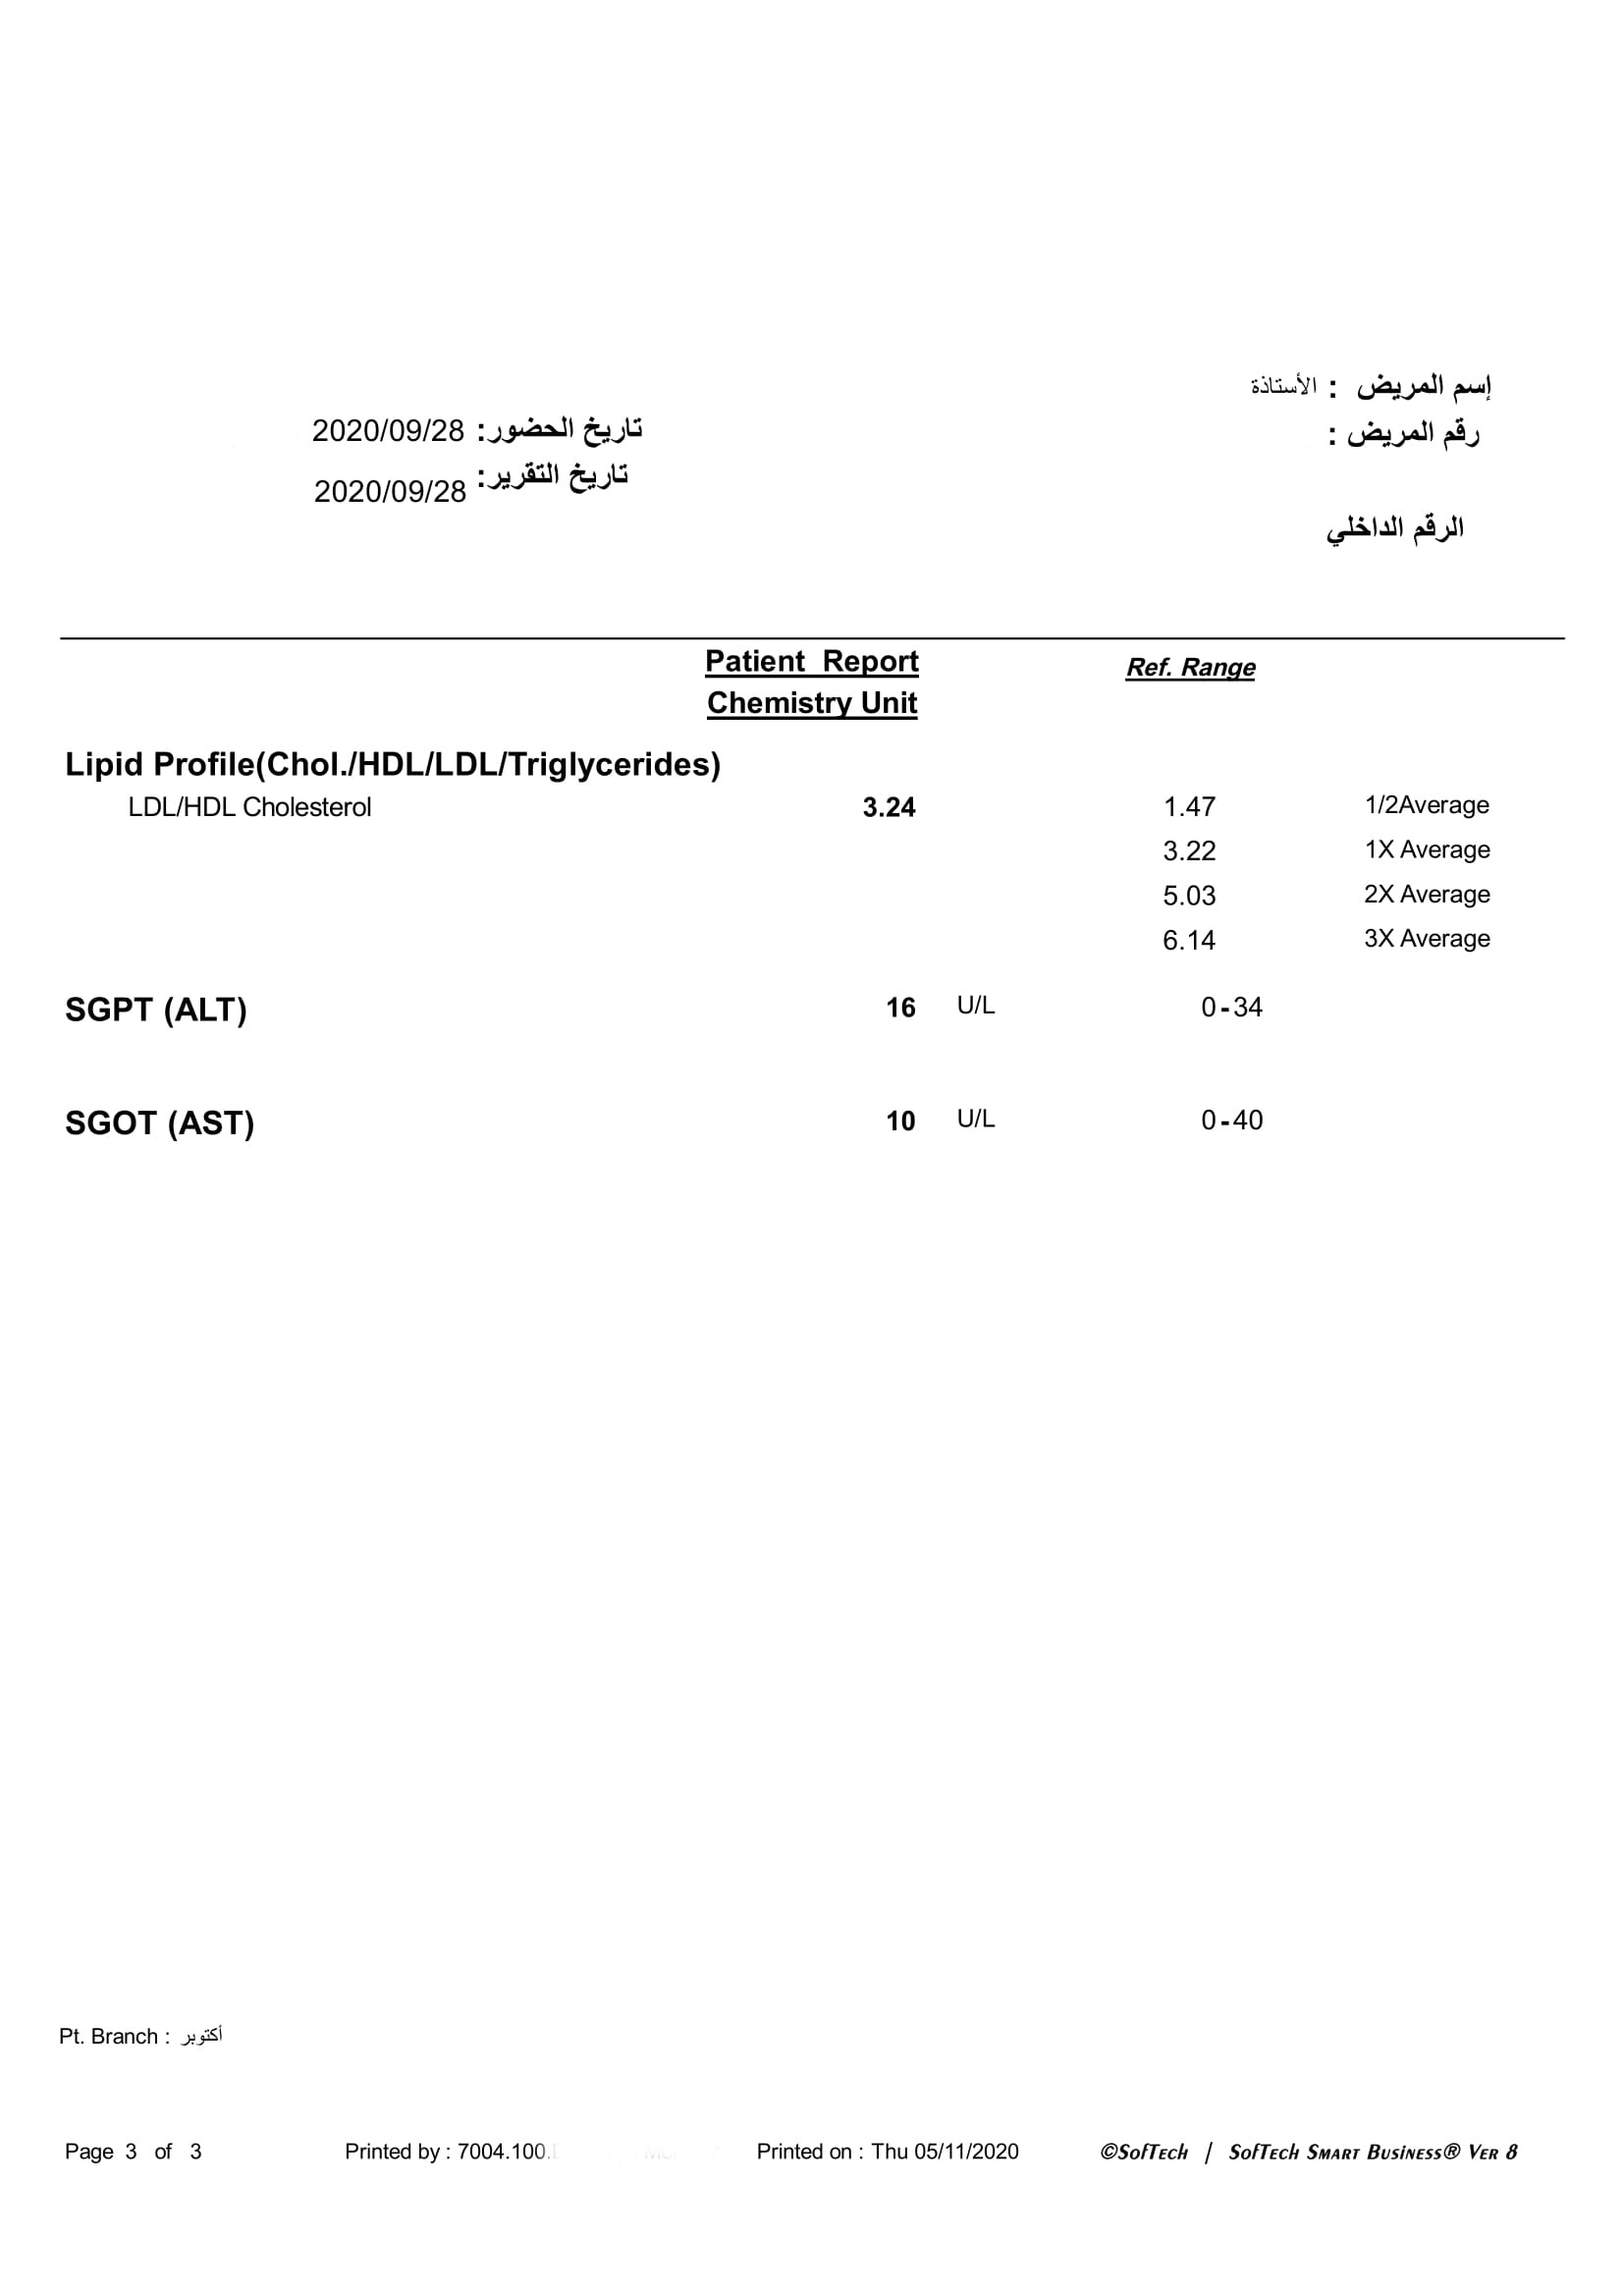 إسم المريض : الأستاذة
رقم المريض :
تاريخ الحضور: 2020/09/28
تاريخ التقرير: 2020/09/28
الرقم الداخلي
Patient Report
Ref. Range
Chemistry Unit
Lipid Profile(Chol./HDL/LDL/Triglycerides)
LDL/HDL Cholesterol 3.24 1.47 1/2Average
3.22 1X Average
5.03 2X Average
6.14 3X Average
SGPT (ALT) 16 U/L 0-34
SGOT (AST) 10 U/L 0-40
Pt. Branch : أكتوبر
Page 3 of 3 Printed by : 7004.100. Printed on : Thu 05/11/2020 ©SofTech | SofTech Smart Business® Ver 8